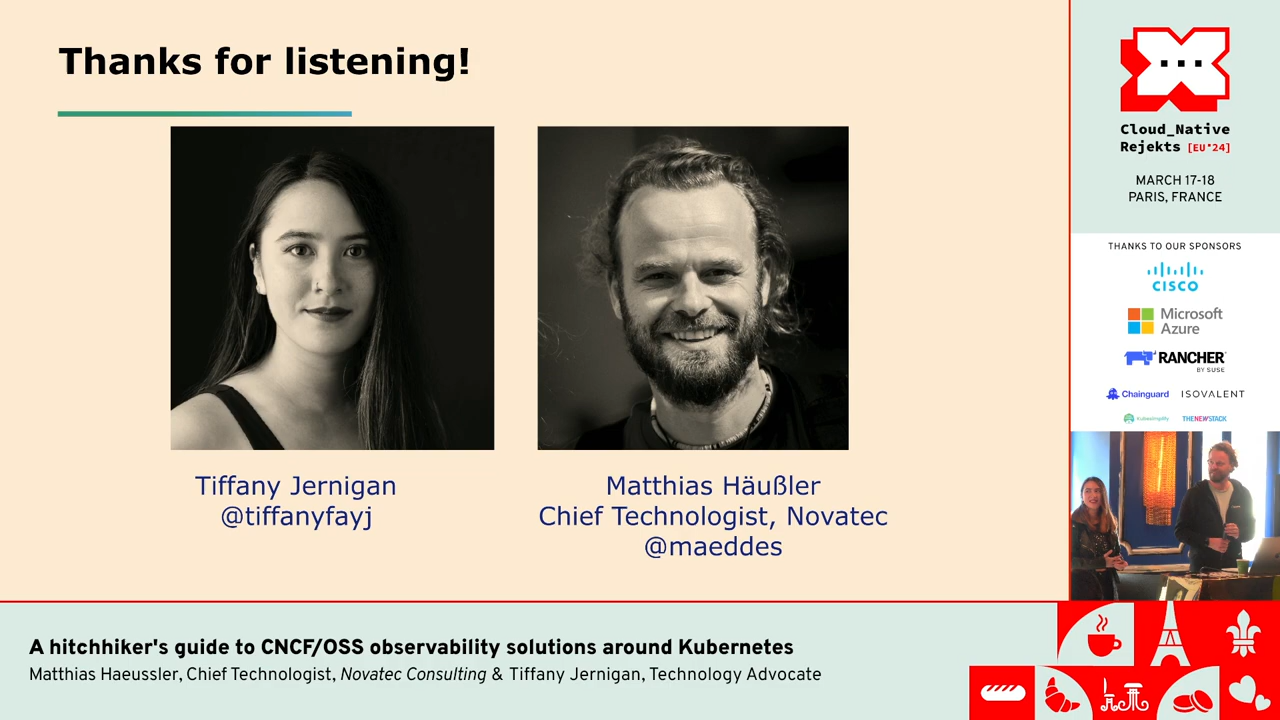 Thanks for listening!
Tiffany Jernigan
@tiffanyfayj
Matthias Häußler
Chief Technologist, Novatec
@maeddes
Cloud_Native
Rejekts [EU'24]
MARCH 17-18
PARIS, FRANCE
THANKS TO OUR SPONSORS
CISCO
Microsoft
Azure
RANCHER
BY SUSE
Chainguard ISOVALENT
kubesimplify THENEWSTACK
A hitchhiker's guide to CNCF/OSS observability solutions around Kubernetes
Matthias Haeussler, Chief Technologist, Novatec Consulting & Tiffany Jernigan, Technology Advocate